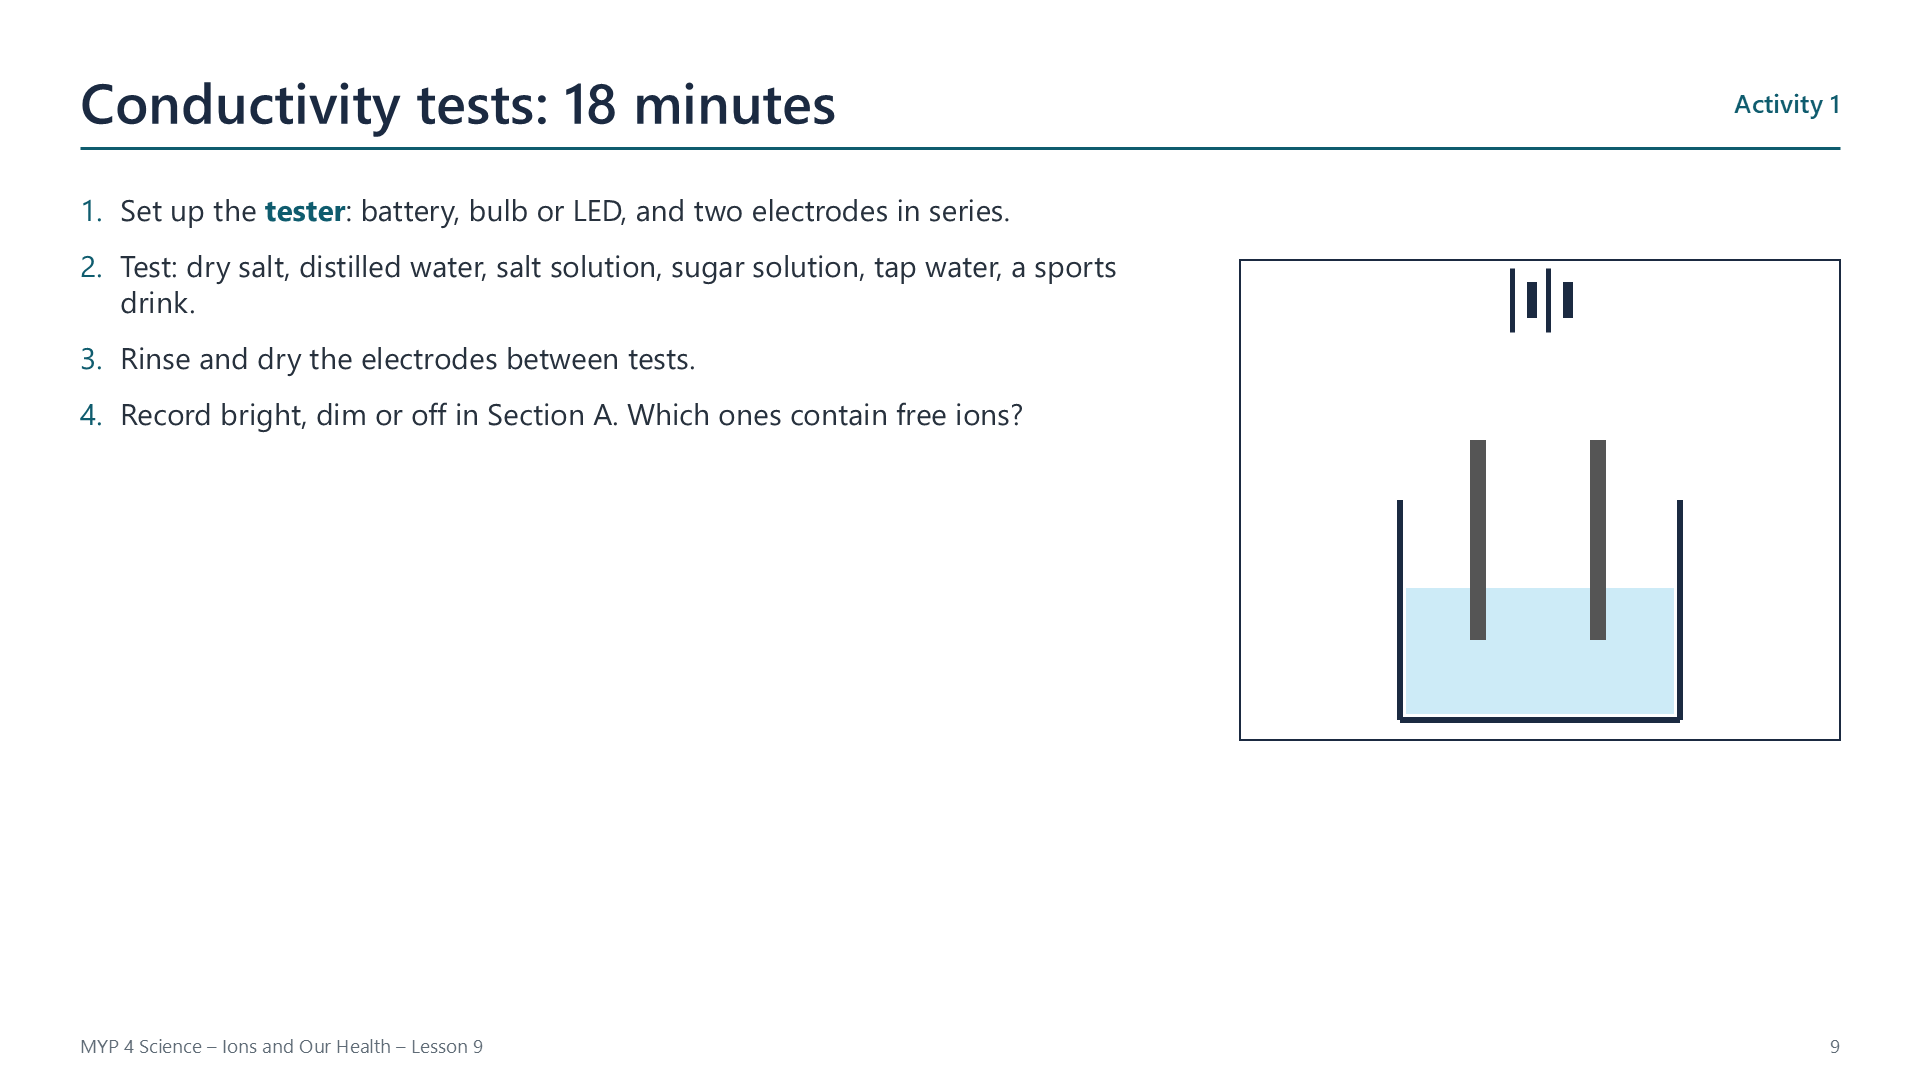 Conductivity tests: 18 minutes
Activity 1
1. Set up the tester: battery, bulb or LED, and two electrodes in series.
2. Test: dry salt, distilled water, salt solution, sugar solution, tap water, a sports
drink.
3. Rinse and dry the electrodes between tests.
4. Record bright, dim or off in Section A. Which ones contain free ions?
MYP 4 Science – Ions and Our Health – Lesson 9
9